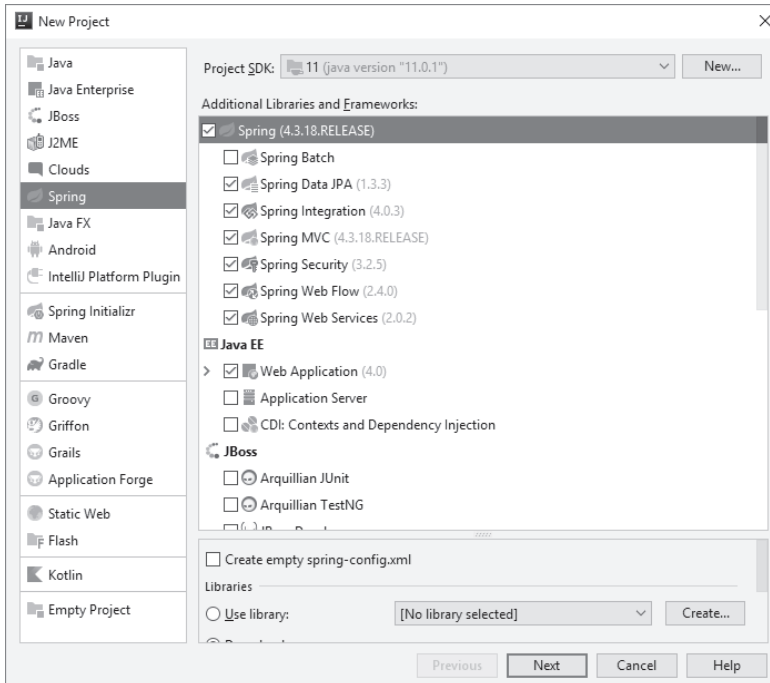 New Project
Java
Java Enterprise
JBoss
J2ME
Clouds
Spring
Java FX
Android
IntelliJ Platform Plugin
Spring Initializr
Maven
Gradle
Groovy
Griffon
Grails
Application Forge
Static Web
Flash
Kotlin
Empty Project
Project SDK: 11 (java version "11.0.1") New...
Additional Libraries and Frameworks:
Spring (4.3.18.RELEASE)
Spring Batch
Spring Data JPA (1.3.3)
Spring Integration (4.0.3)
Spring MVC (4.3.18.RELEASE)
Spring Security (3.2.5)
Spring Web Flow (2.4.0)
Spring Web Services (2.0.2)
Java EE
Web Application (4.0)
Application Server
CDI: Contexts and Dependency Injection
JBoss
Arquillian JUnit
Arquillian TestNG
Create empty spring-config.xml
Libraries
Use library: [No library selected] Create...
Previous Next Cancel Help